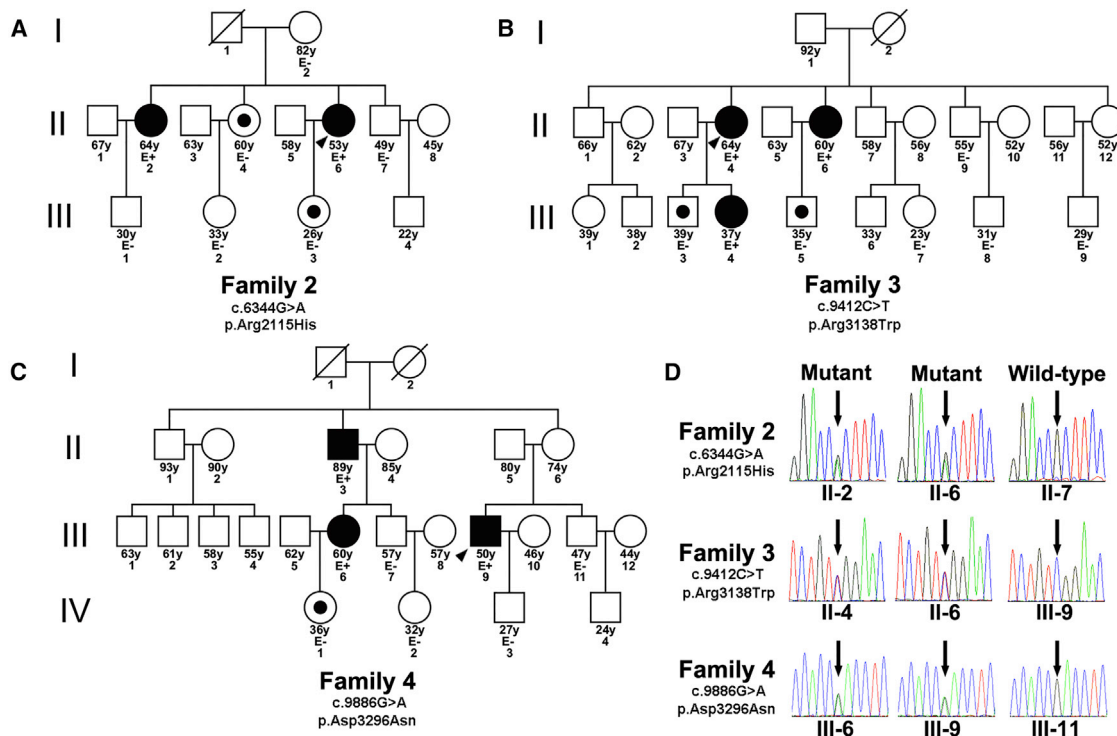 A
I
1
82y
E-
2
II
67y
1
64y
E+
2
63y
3
60y
E-
4
58y
5
53y
E+
6
49y
E-
7
45y
8
III
30y
E-
1
33y
E-
2
26y
E-
3
22y
4
Family 2
c.6344G>A
p.Arg2115His
B
I
92y
1
2
II
66y
1
62y
2
67y
3
64y
E+
4
63y
5
60y
E+
6
58y
7
56y
8
55y
E-
9
52y
10
56y
11
52y
12
III
39y
1
38y
2
39y
E-
3
37y
E+
4
35y
E-
5
33y
6
23y
E-
7
31y
E-
8
29y
E-
9
Family 3
c.9412C>T
p.Arg3138Trp
C
I
1
2
II
93y
1
90y
2
89y
E+
3
85y
4
80y
5
74y
6
III
63y
1
61y
2
58y
3
55y
4
62y
5
60y
E+
6
57y
E-
7
57y
8
50y
E+
9
46y
10
47y
E-
11
44y
12
IV
36y
E-
1
32y
E-
2
27y
E-
3
24y
4
Family 4
c.9886G>A
p.Asp3296Asn
D
Mutant Mutant Wild-type
Family 2
c.6344G>A
p.Arg2115His
II-2 II-6 II-7
Family 3
c.9412C>T
p.Arg3138Trp
II-4 II-6 III-9
Family 4
c.9886G>A
p.Asp3296Asn
III-6 III-9 III-11